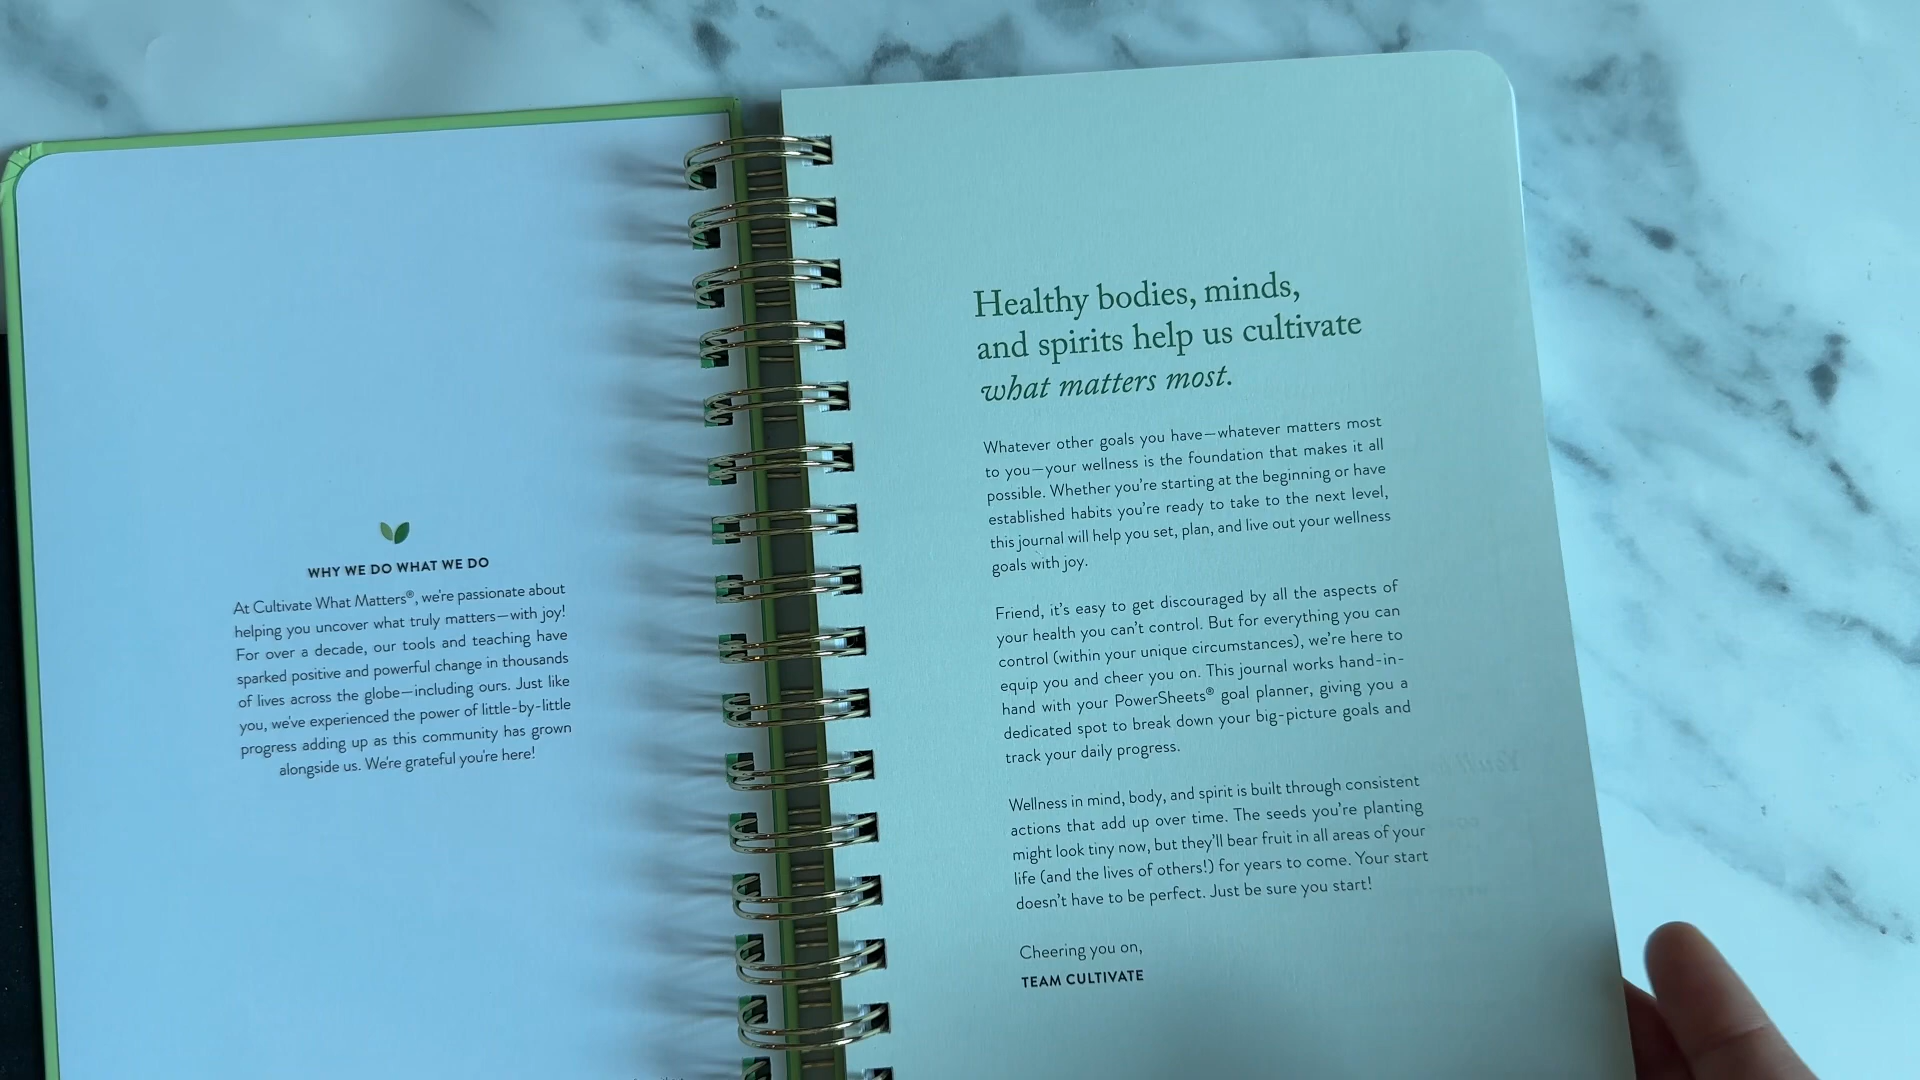 WHY WE DO WHAT WE DO
At Cultivate What Matters®, we're passionate about
helping you uncover what truly matters—with joy!
For over a decade, our tools and teaching have
sparked positive and powerful change in thousands
of lives across the globe—including ours. Just like
you, we've experienced the power of little-by-little
progress adding up as this community has grown
alongside us. We're grateful you're here!
Healthy bodies, minds,
and spirits help us cultivate
what matters most.
Whatever other goals you have—whatever matters most
to you—your wellness is the foundation that makes it all
possible. Whether you're starting at the beginning or have
established habits you're ready to take to the next level,
this journal will help you set, plan, and live out your wellness
goals with joy.
Friend, it's easy to get discouraged by all the aspects of
your health you can't control. But for everything you can
control (within your unique circumstances), we're here to
equip you and cheer you on. This journal works hand-in-
hand with your PowerSheets® goal planner, giving you a
dedicated spot to break down your big-picture goals and
track your daily progress.
Wellness in mind, body, and spirit is built through consistent
actions that add up over time. The seeds you're planting
might look tiny now, but they'll bear fruit in all areas of your
life (and the lives of others!) for years to come. Your start
doesn't have to be perfect. Just be sure you start!
Cheering you on,
TEAM CULTIVATE